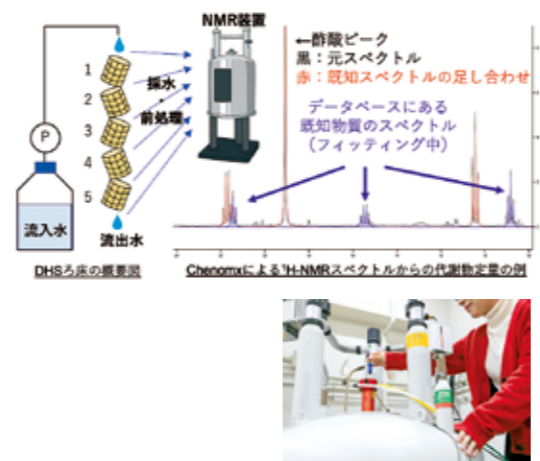 NMR装置
←酢酸ピーク
黒：元スペクトル
赤：既知スペクトルの足し合わせ
データベースにある
既知物質のスペクトル
（フィッティング中）
1
2
3
4
5
採水
・
前処理
P
流入水
流出水
DHSろ床の概要図
Chenomxによる¹H-NMRスペクトルからの代謝物定量の例